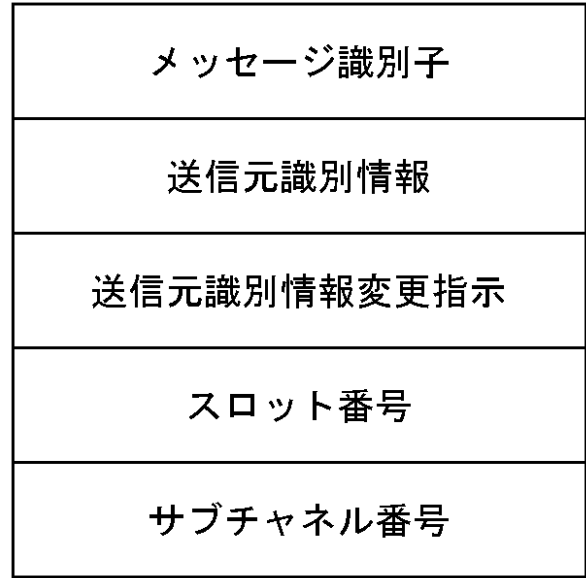 メッセージ識別子
送信元識別情報
送信元識別情報変更指示
スロット番号
サブチャネル番号